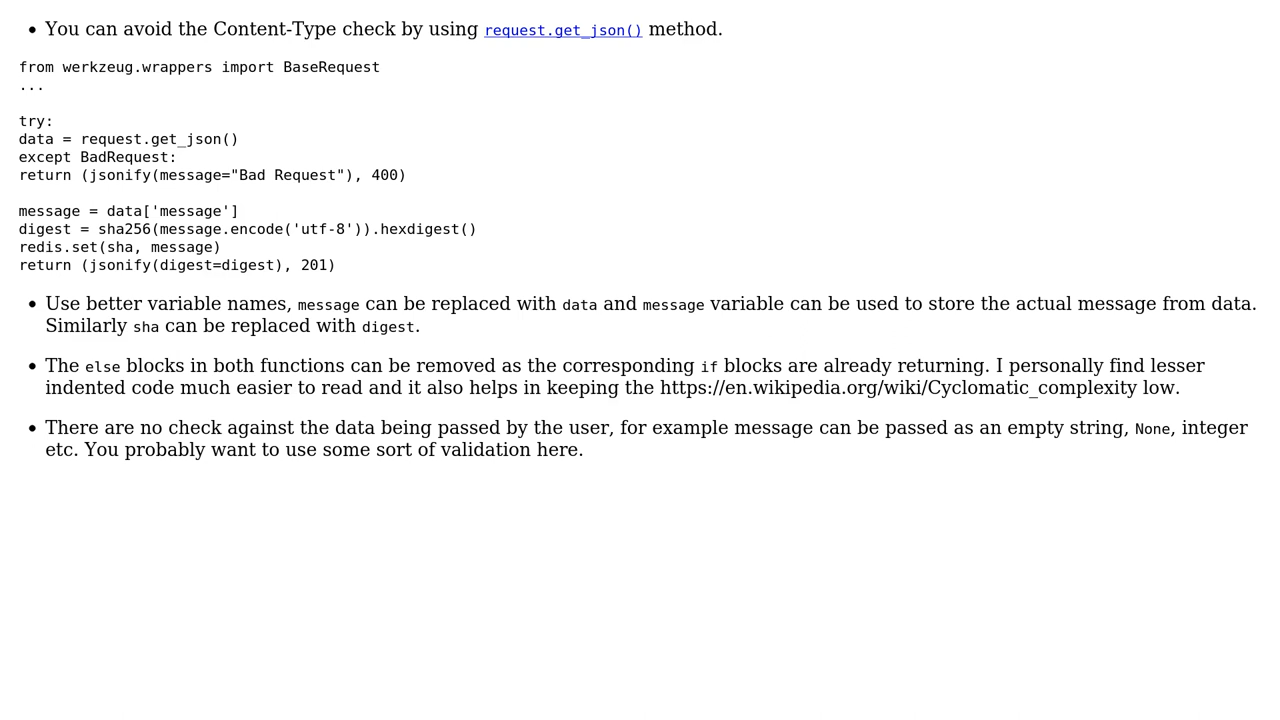 • You can avoid the Content-Type check by using request.get_json() method.
from werkzeug.wrappers import BaseRequest
...
try:
data = request.get_json()
except BadRequest:
return (jsonify(message="Bad Request"), 400)
message = data['message']
digest = sha256(message.encode('utf-8')).hexdigest()
redis.set(sha, message)
return (jsonify(digest=digest), 201)
• Use better variable names, message can be replaced with data and message variable can be used to store the actual message from data.
Similarly sha can be replaced with digest.
• The else blocks in both functions can be removed as the corresponding if blocks are already returning. I personally find lesser
indented code much easier to read and it also helps in keeping the https://en.wikipedia.org/wiki/Cyclomatic_complexity low.
• There are no check against the data being passed by the user, for example message can be passed as an empty string, None, integer
etc. You probably want to use some sort of validation here.